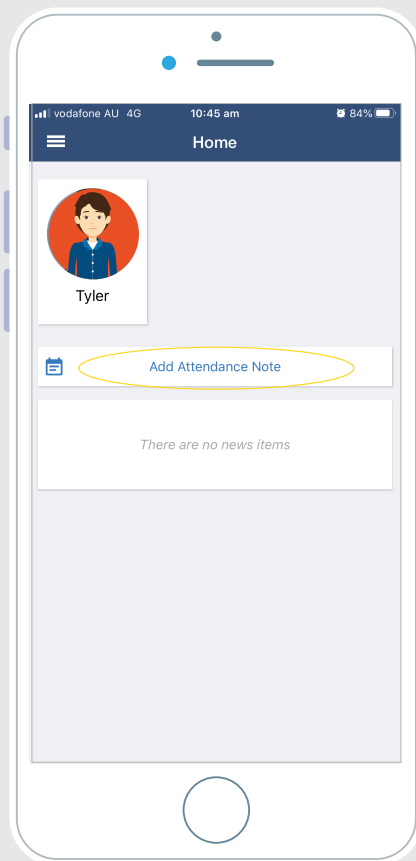 vodafone AU 4G 10:45 am 84%
Home
Tyler
Add Attendance Note
There are no news items